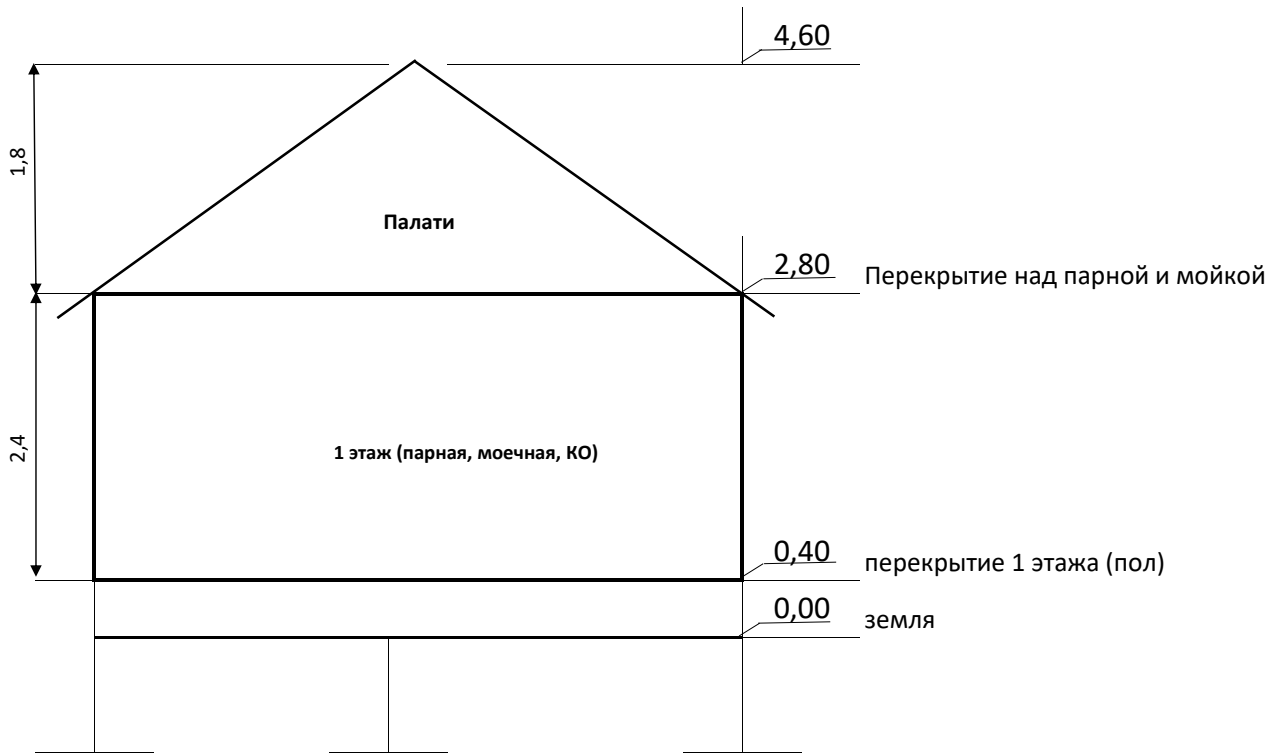 4,60
1,8
Палати
2,80
Перекрытие над парной и мойкой
2,4
1 этаж (парная, моечная, КО)
0,40
перекрытие 1 этажа (пол)
0,00
земля